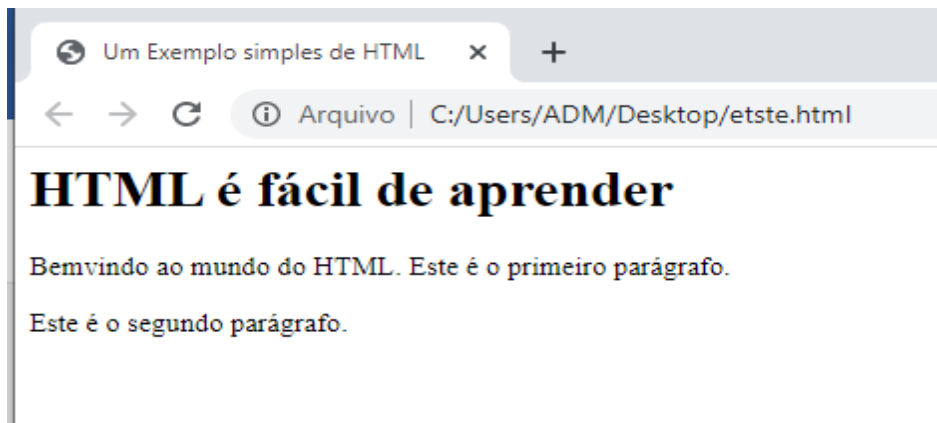 Um Exemplo simples de HTML
Arquivo | C:/Users/ADM/Desktop/etste.html
HTML é fácil de aprender
Bemvindo ao mundo do HTML. Este é o primeiro parágrafo.
Este é o segundo parágrafo.